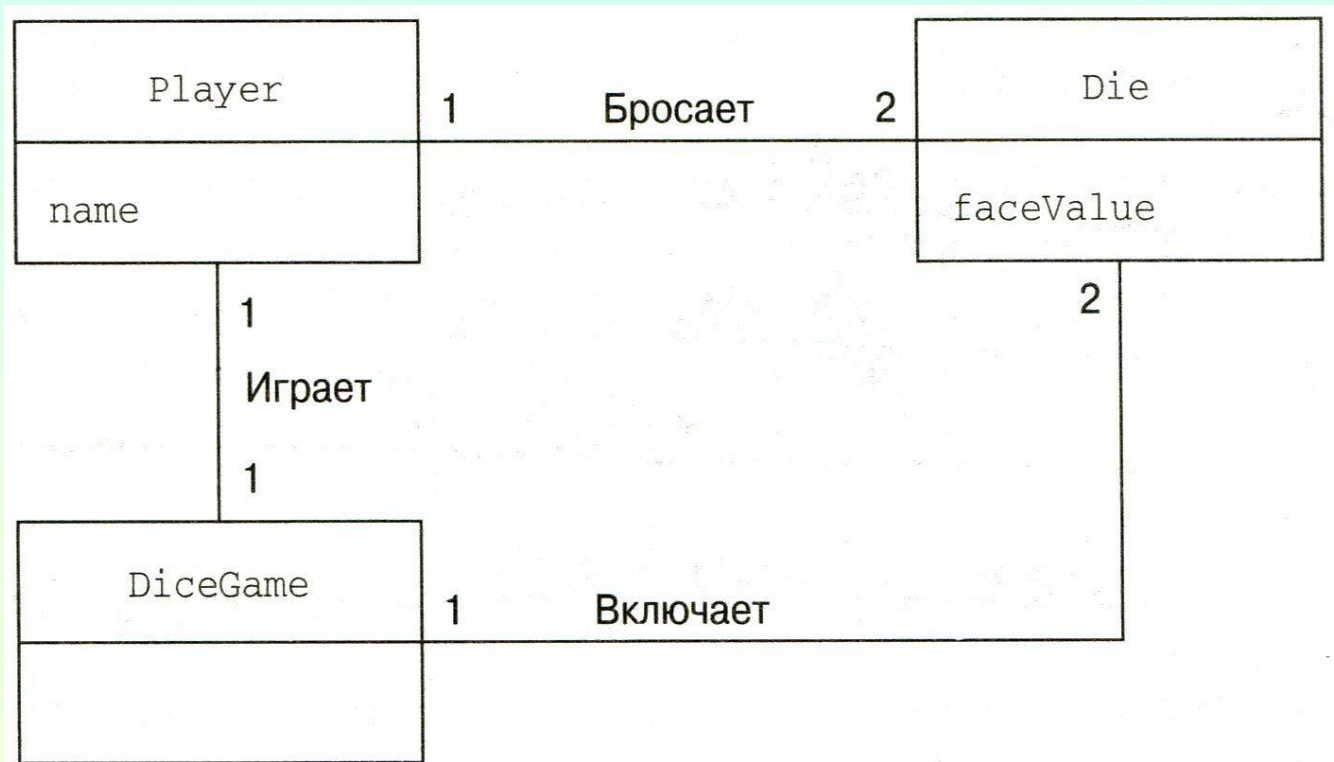 Player
1 Бросает 2
Die
name
faceValue
1
2
Играет
1
DiceGame
1 Включает